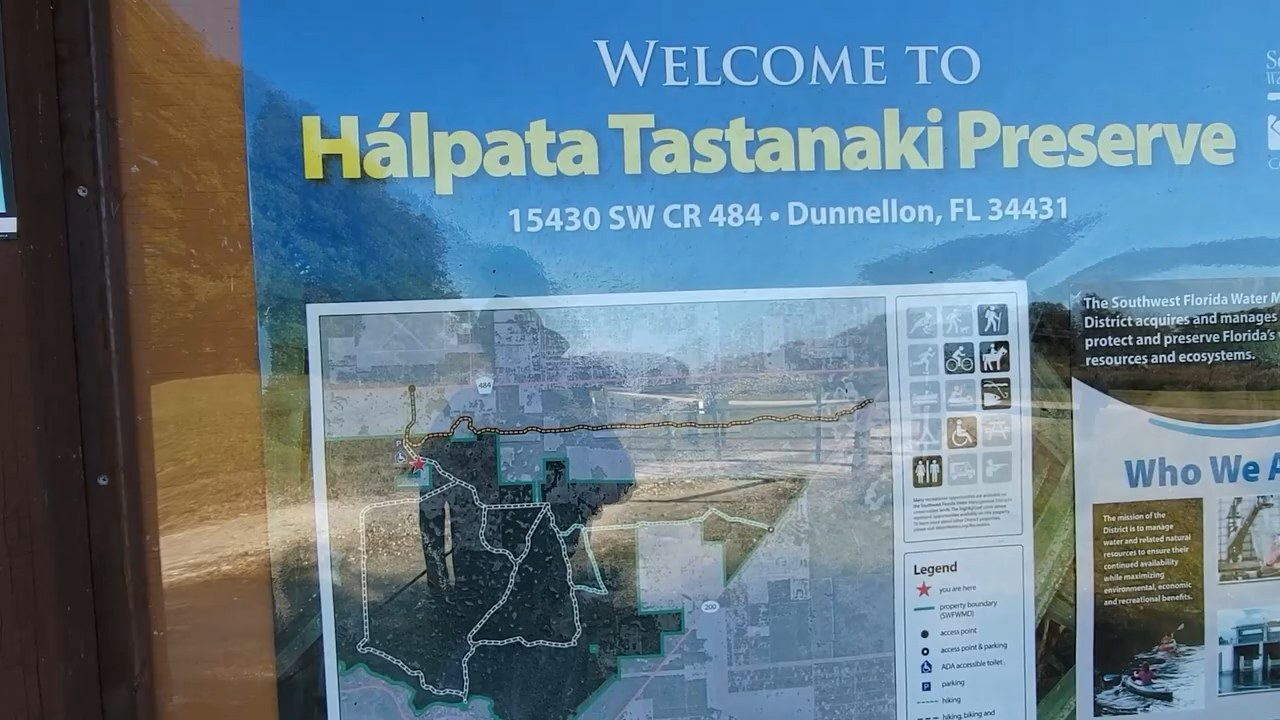 WELCOME TO
Hálpata Tastanaki Preserve
15430 SW CR 484 • Dunnellon, FL 34431
484
P
200
Legend
you are here
property boundary
(SWFWMD)
access point
access point & parking
ADA accessible toilet
P parking
hiking
hiking, biking and
The Southwest Florida Water M
District acquires and manages
protect and preserve Florida's
resources and ecosystems.
Who We A
The mission of the
District is to manage
water and related natural
resources to ensure their
continued availability
while maximizing
environmental, economic
and recreational benefits.